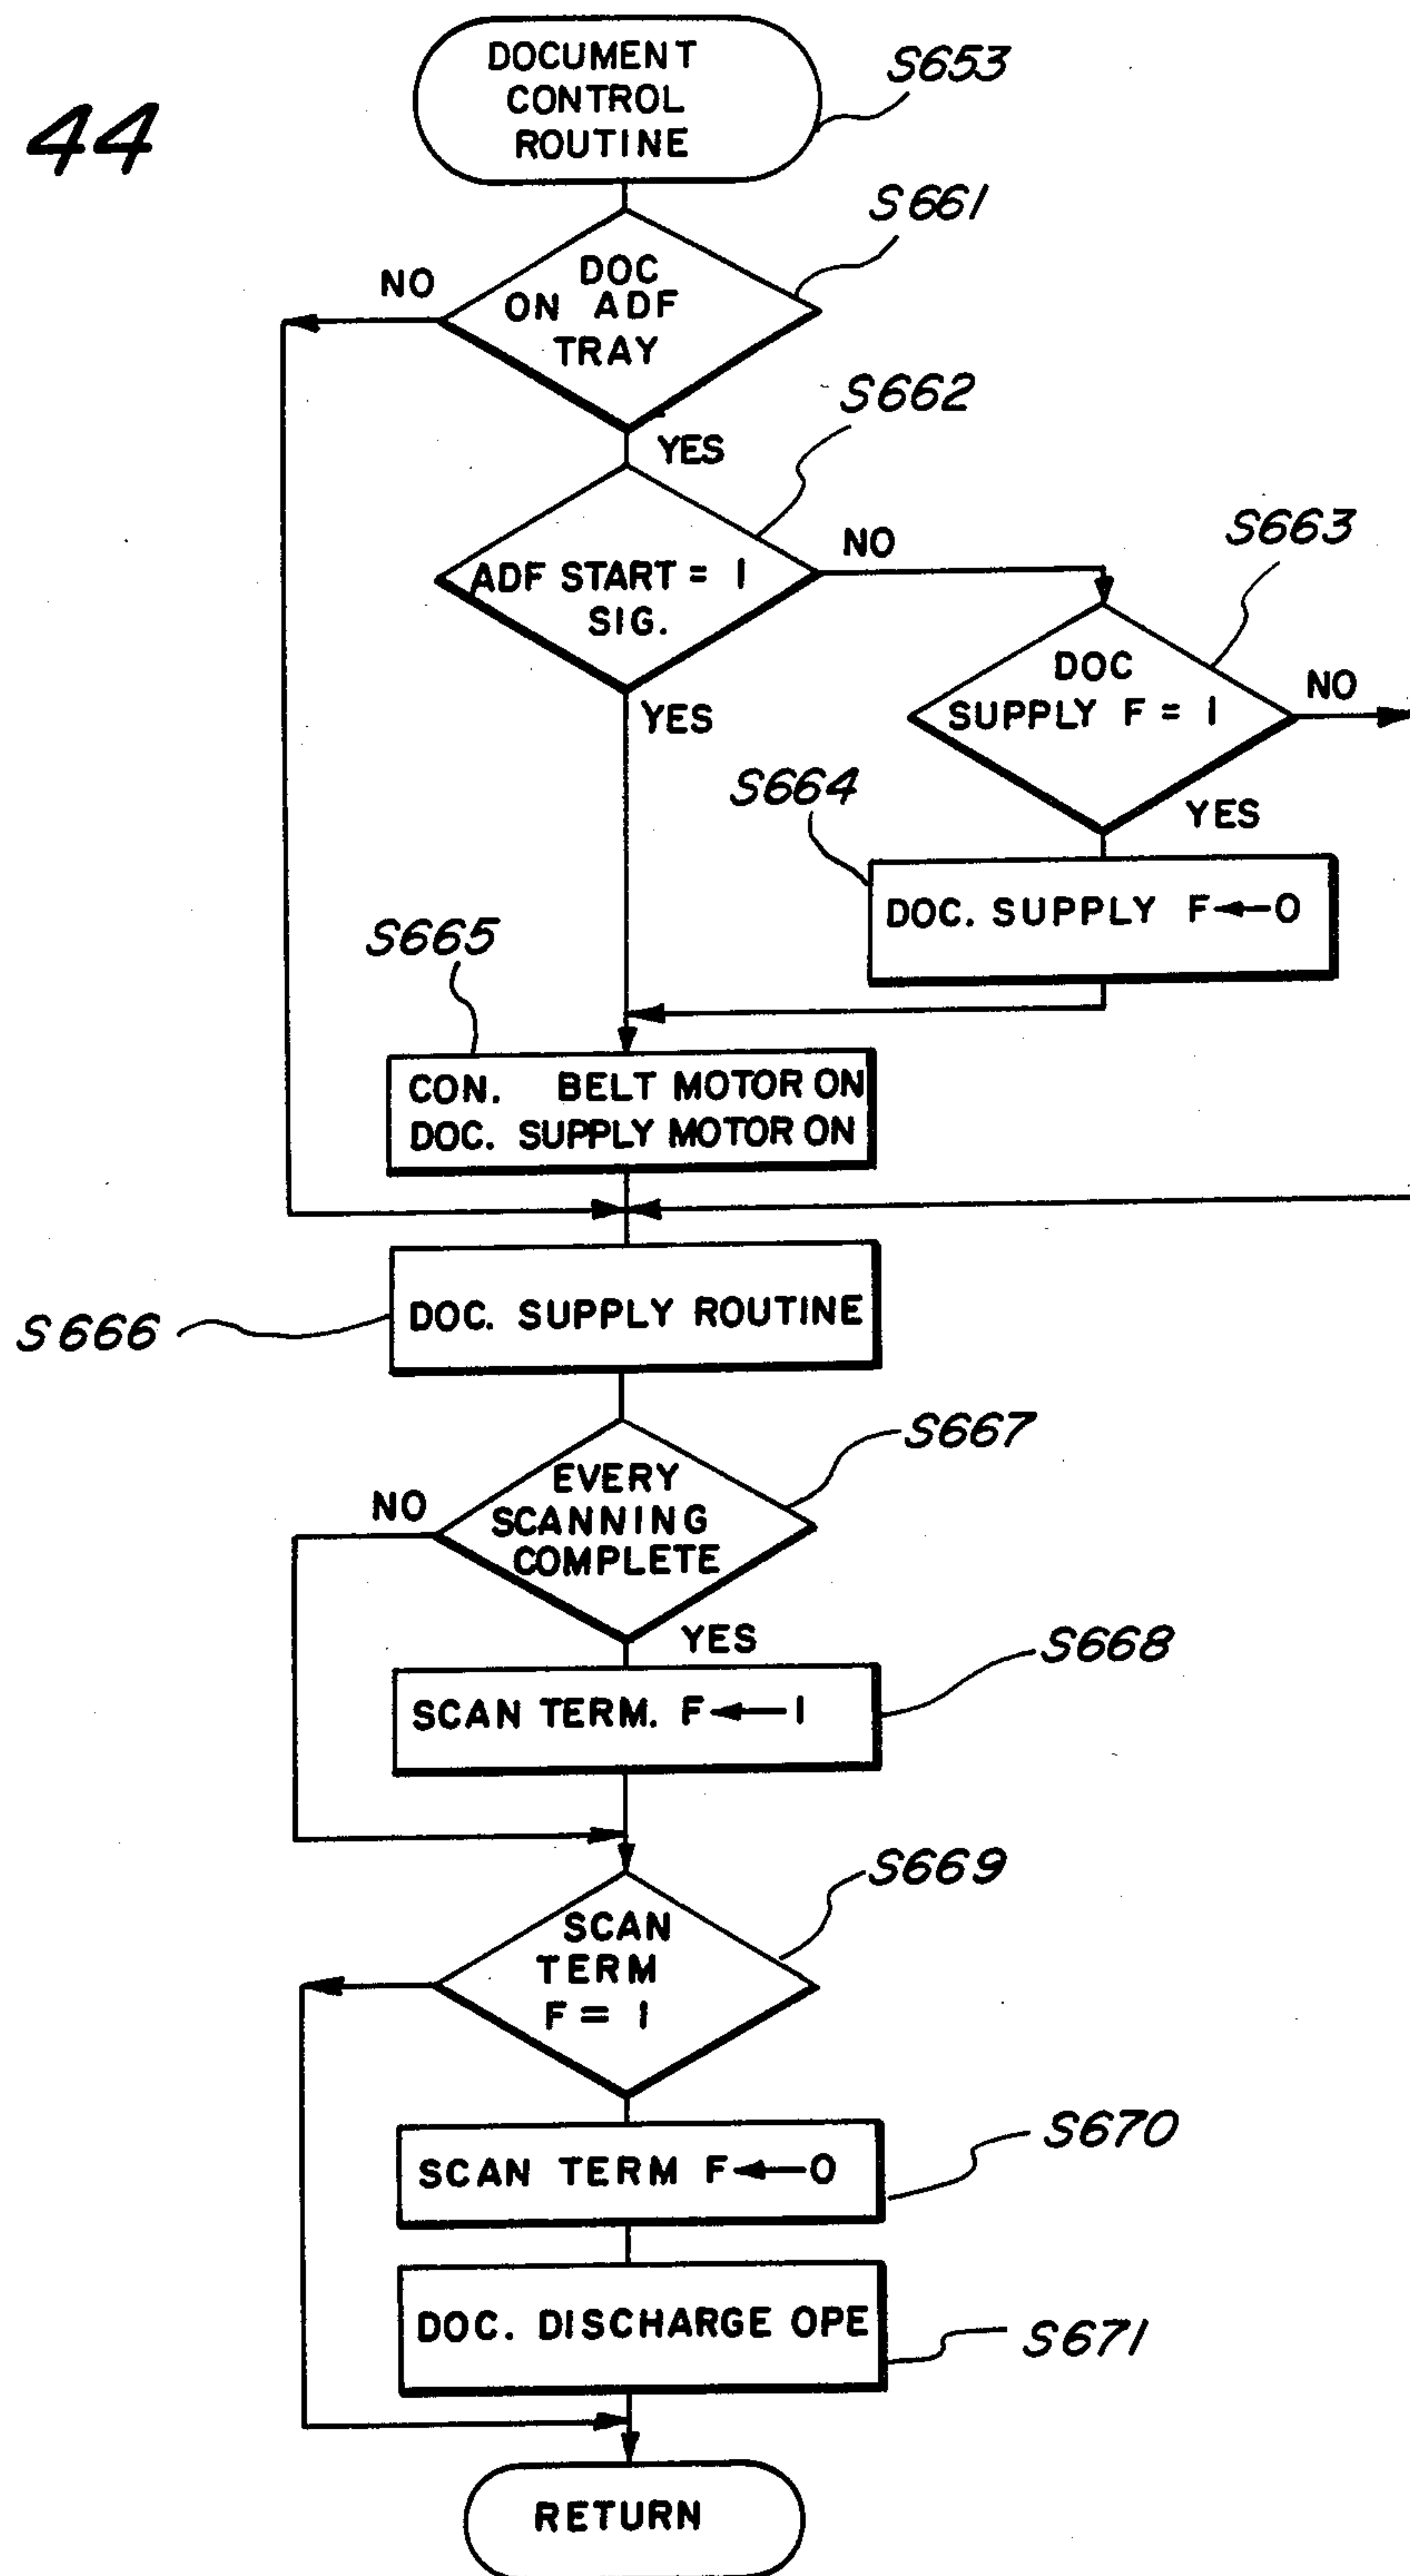 44
DOCUMENT
CONTROL
ROUTINE
S653
S661
NO
DOC
ON ADF
TRAY
YES
S662
ADF START = 1
SIG.
NO
YES
S663
DOC
SUPPLY F = 1
NO
YES
S664
DOC. SUPPLY F←0
S665
CON. BELT MOTOR ON
DOC. SUPPLY MOTOR ON
S666
DOC. SUPPLY ROUTINE
S667
NO
EVERY
SCANNING
COMPLETE
YES
S668
SCAN TERM. F←1
S669
SCAN
TERM
F = 1
S670
SCAN TERM F←0
DOC. DISCHARGE OPE
S671
RETURN